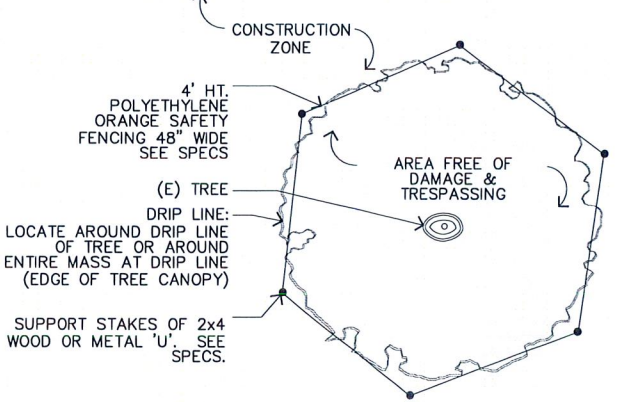 CONSTRUCTION
ZONE
4' HT.
POLYETHYLENE
ORANGE SAFETY
FENCING 48" WIDE
SEE SPECS
AREA FREE OF
DAMAGE &
TRESPASSING
(E) TREE
DRIP LINE:
LOCATE AROUND DRIP LINE
OF TREE OR AROUND
ENTIRE MASS AT DRIP LINE
(EDGE OF TREE CANOPY)
SUPPORT STAKES OF 2x4
WOOD OR METAL 'U'. SEE
SPECS.